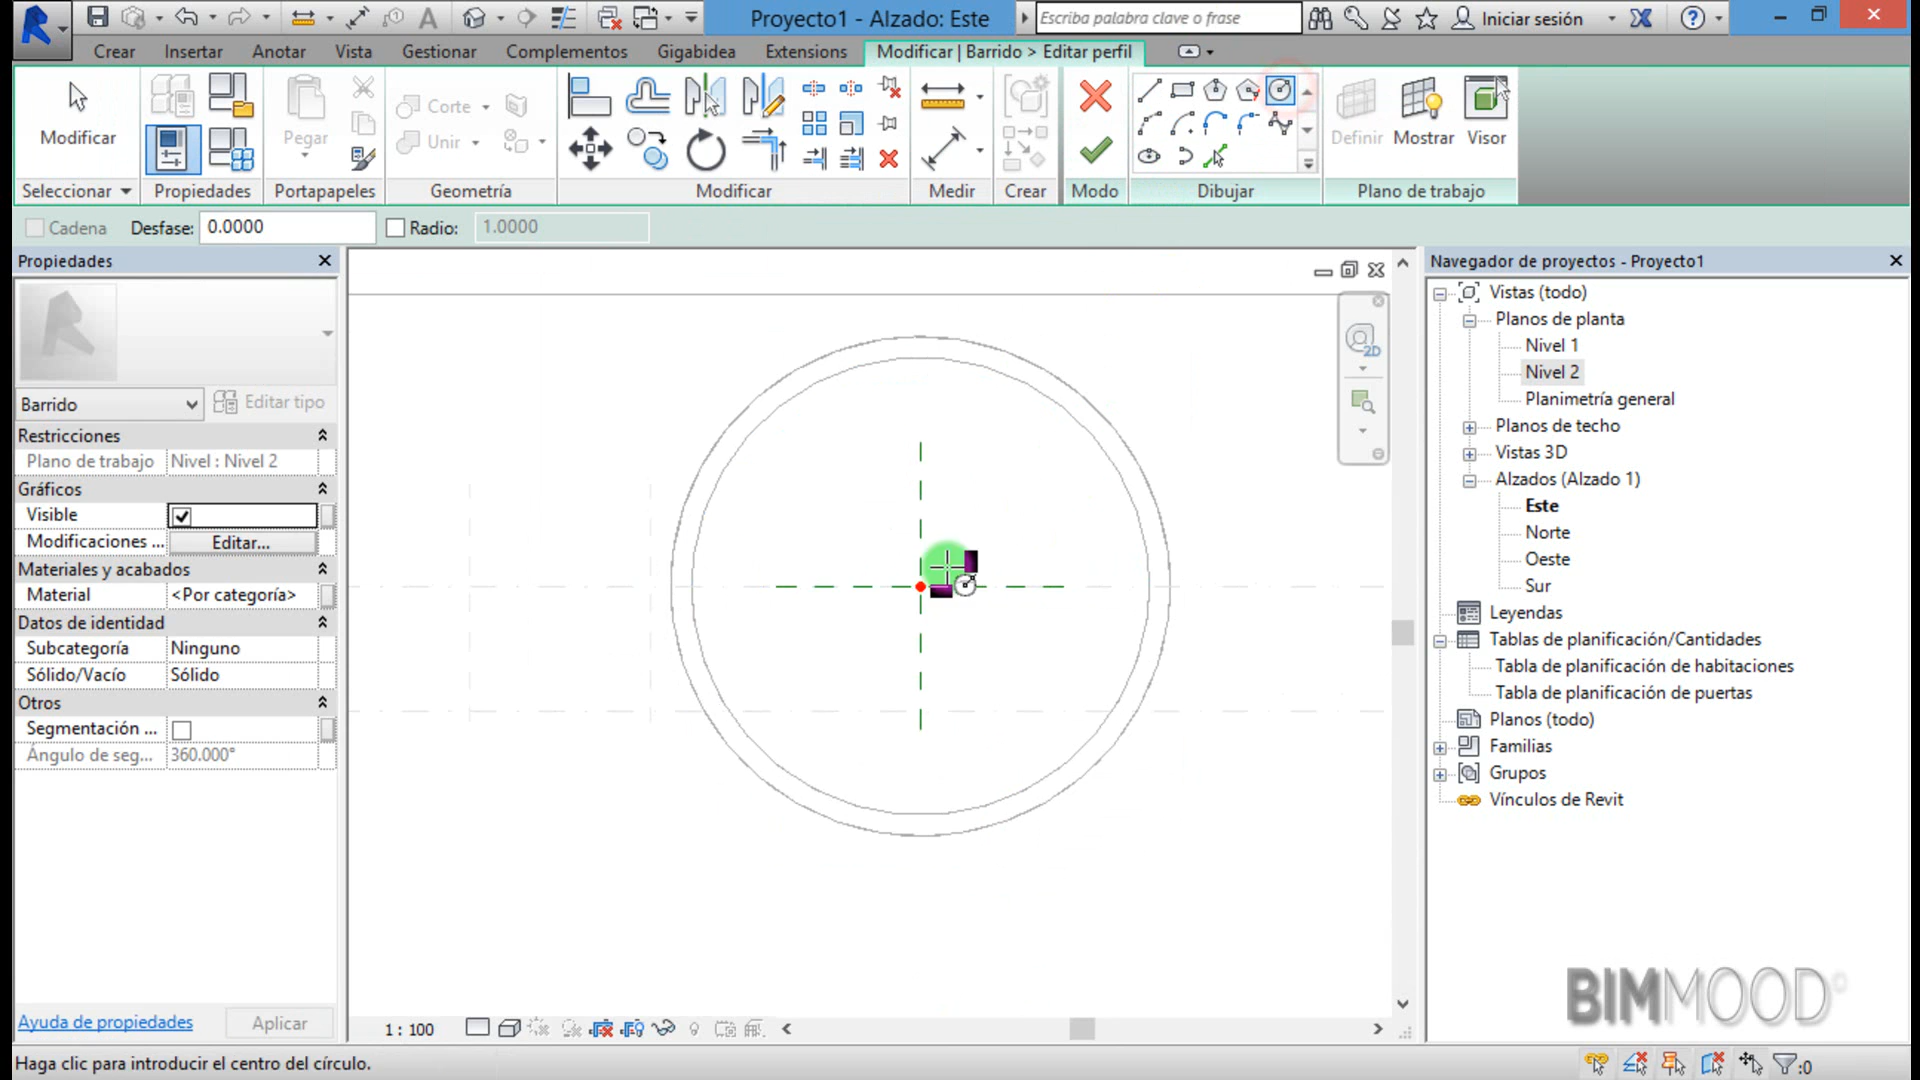 Proyecto1 - Alzado: Este
Escriba palabra clave o frase
Iniciar sesión
Crear
Insertar
Anotar
Vista
Gestionar
Complementos
Gigabidea
Extensions
Modificar | Barrido > Editar perfil
Modificar
Pegar
Corte
Unir
Definir
Mostrar
Visor
Seleccionar
Propiedades
Portapapeles
Geometría
Modificar
Medir
Crear
Modo
Dibujar
Plano de trabajo
Cadena
Desfase:
0.0000
Radio:
1.0000
Propiedades
Barrido
Editar tipo
Restricciones
Plano de trabajo
Nivel : Nivel 2
Gráficos
Visible
Modificaciones ...
Editar...
Materiales y acabados
Material
<Por categoría>
Datos de identidad
Subcategoría
Ninguno
Sólido/Vacío
Sólido
Otros
Segmentación ...
Ángulo de seg...
360.000°
Ayuda de propiedades
Aplicar
2D
1 : 100
Navegador de proyectos - Proyecto1
Vistas (todo)
Planos de planta
Nivel 1
Nivel 2
Planimetría general
Planos de techo
Vistas 3D
Alzados (Alzado 1)
Este
Norte
Oeste
Sur
Leyendas
Tablas de planificación/Cantidades
Tabla de planificación de habitaciones
Tabla de planificación de puertas
Planos (todo)
Familias
Grupos
Vínculos de Revit
BIMMOOD
Haga clic para introducir el centro del círculo.
:0